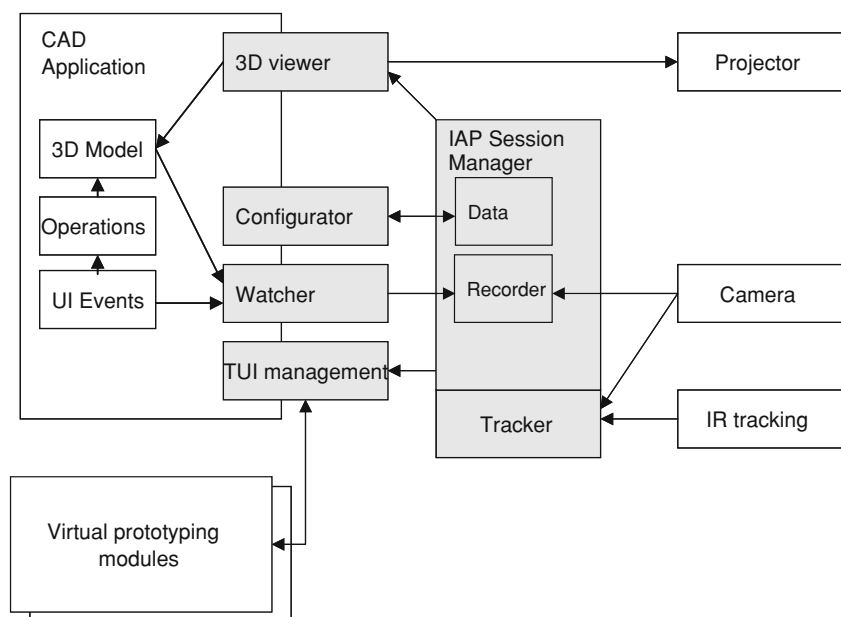 CAD
Application
3D viewer
Projector
3D Model
IAP Session
Manager
Operations
Configurator
Data
UI Events
Watcher
Recorder
Camera
TUI management
Tracker
IR tracking
Virtual prototyping
modules